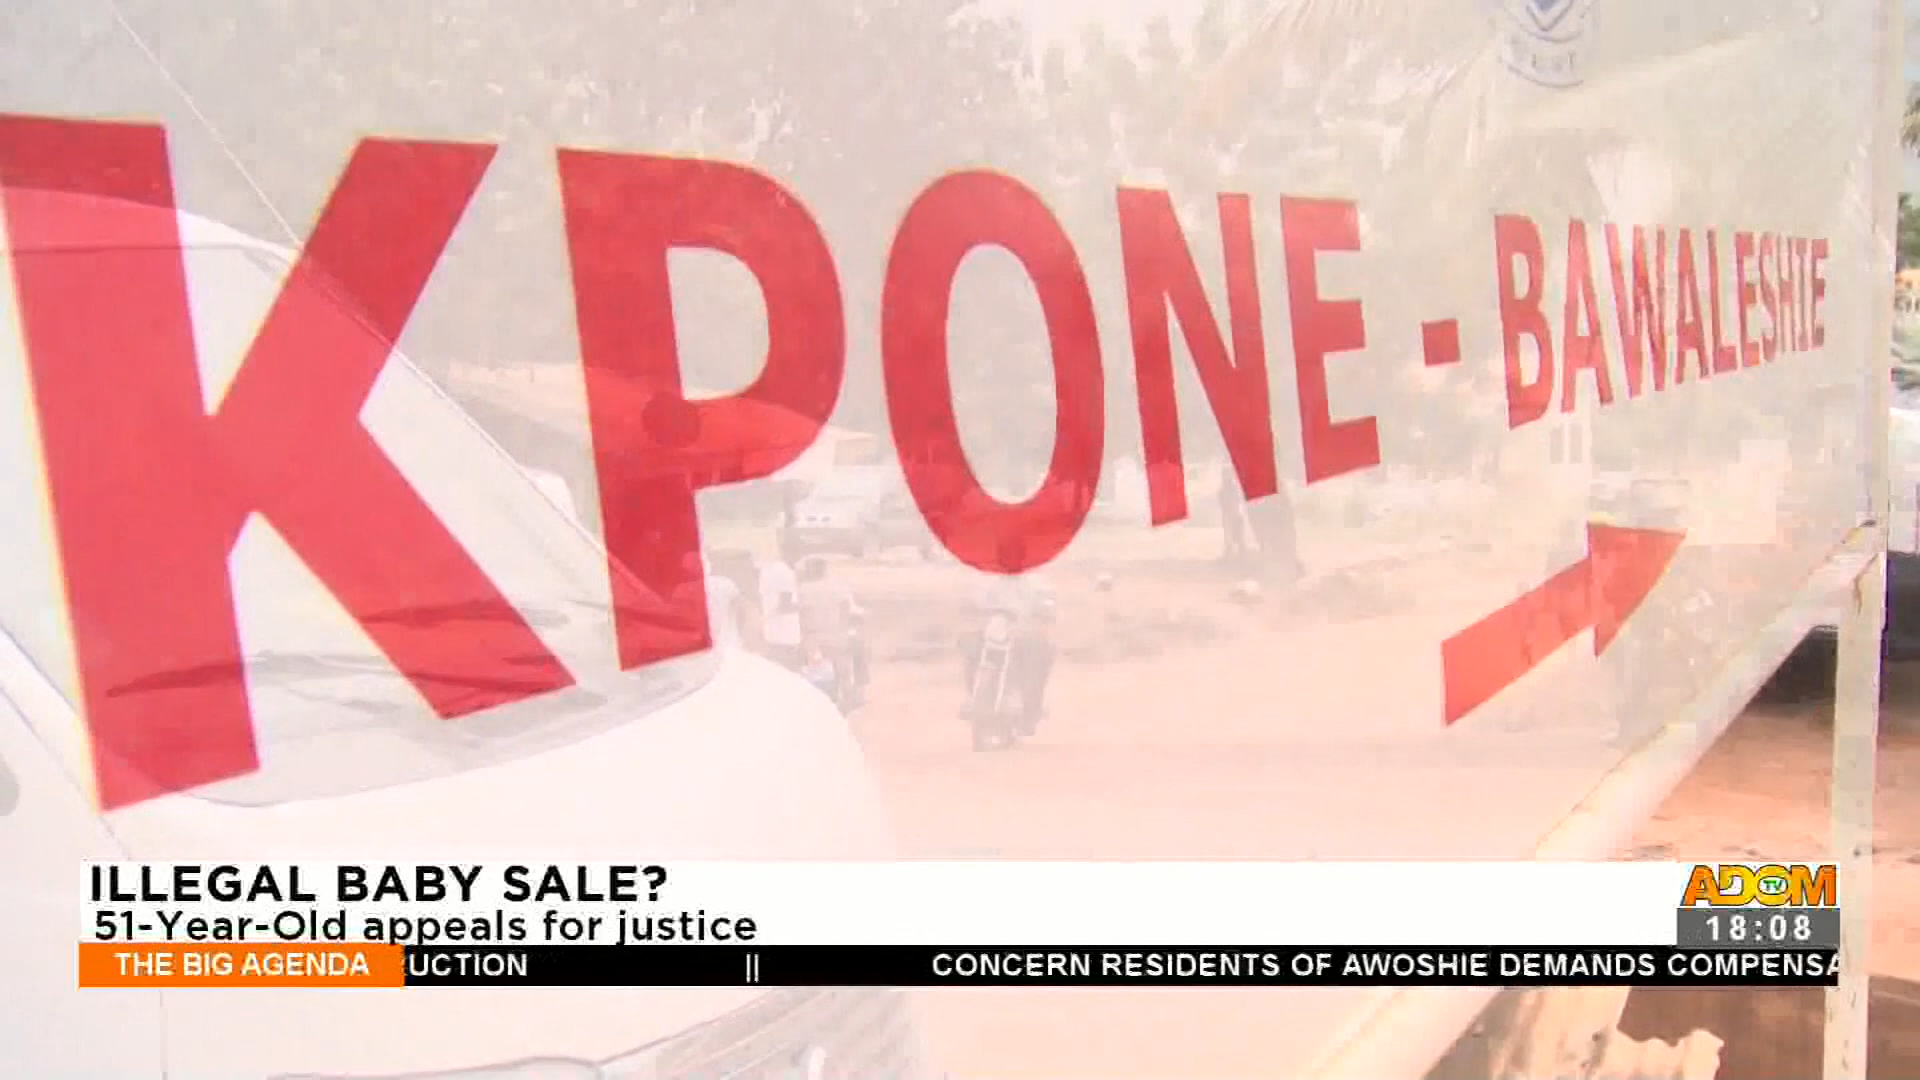 KPONE - BAWALESHIE
ILLEGAL BABY SALE?
51-Year-Old appeals for justice
ADOM TV
18:08
THE BIG AGENDA UCTION || CONCERN RESIDENTS OF AWOSHIE DEMANDS COMPENSA